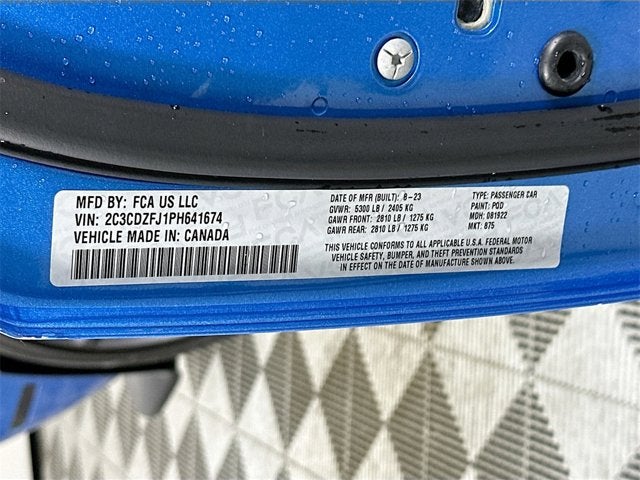 MFD BY: FCA US LLC
VIN: 2C3CDZFJ1PH641674
VEHICLE MADE IN: CANADA
DATE OF MFR (BUILT): 8-23
GVWR: 5300 LB / 2405 KG
GAWR FRONT: 2810 LB / 1275 KG
GAWR REAR: 2810 LB / 1275 KG
TYPE: PASSENGER CAR
PAINT: PQD
MDH: 081922
MKT: 875
THIS VEHICLE CONFORMS TO ALL APPLICABLE U.S.A. FEDERAL MOTOR
VEHICLE SAFETY, BUMPER, AND THEFT PREVENTION STANDARDS
IN EFFECT ON THE DATE OF MANUFACTURE SHOWN ABOVE.